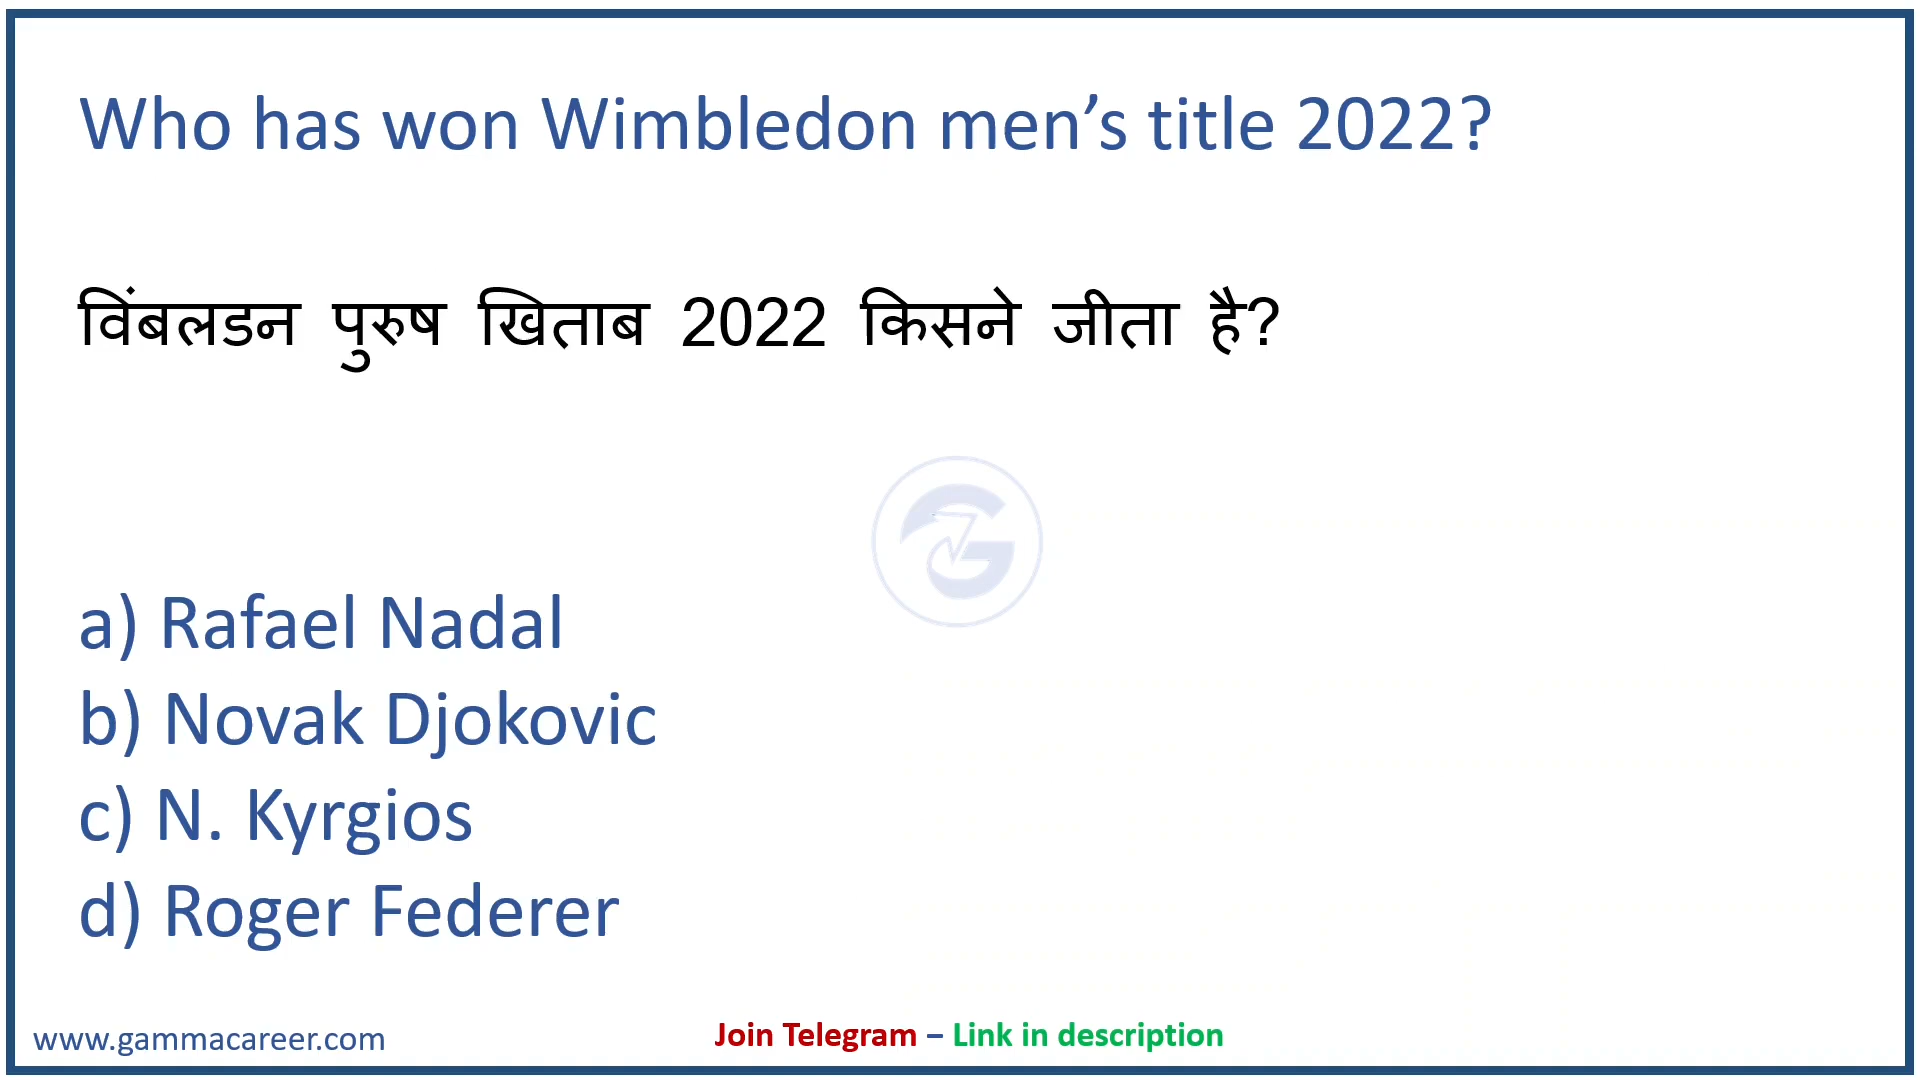 Who has won Wimbledon men’s title 2022?
विंबलडन पुरुष खिताब 2022 किसने जीता है?
a) Rafael Nadal
b) Novak Djokovic
c) N. Kyrgios
d) Roger Federer
www.gammacareer.com
Join Telegram – Link in description